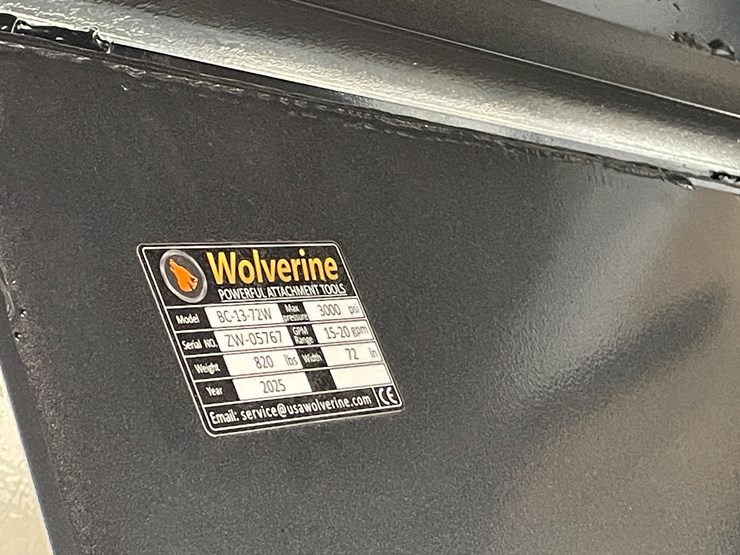 Wolverine
POWERFUL ATTACHMENT TOOLS
Model BC-13-72W Max pressure 3000 psi
Serial NO. ZW-05767 GPM Range 15-20 gpm
Weight 820 lbs Width 72 in
Year 2025
Email: service@usawolverine.com CE